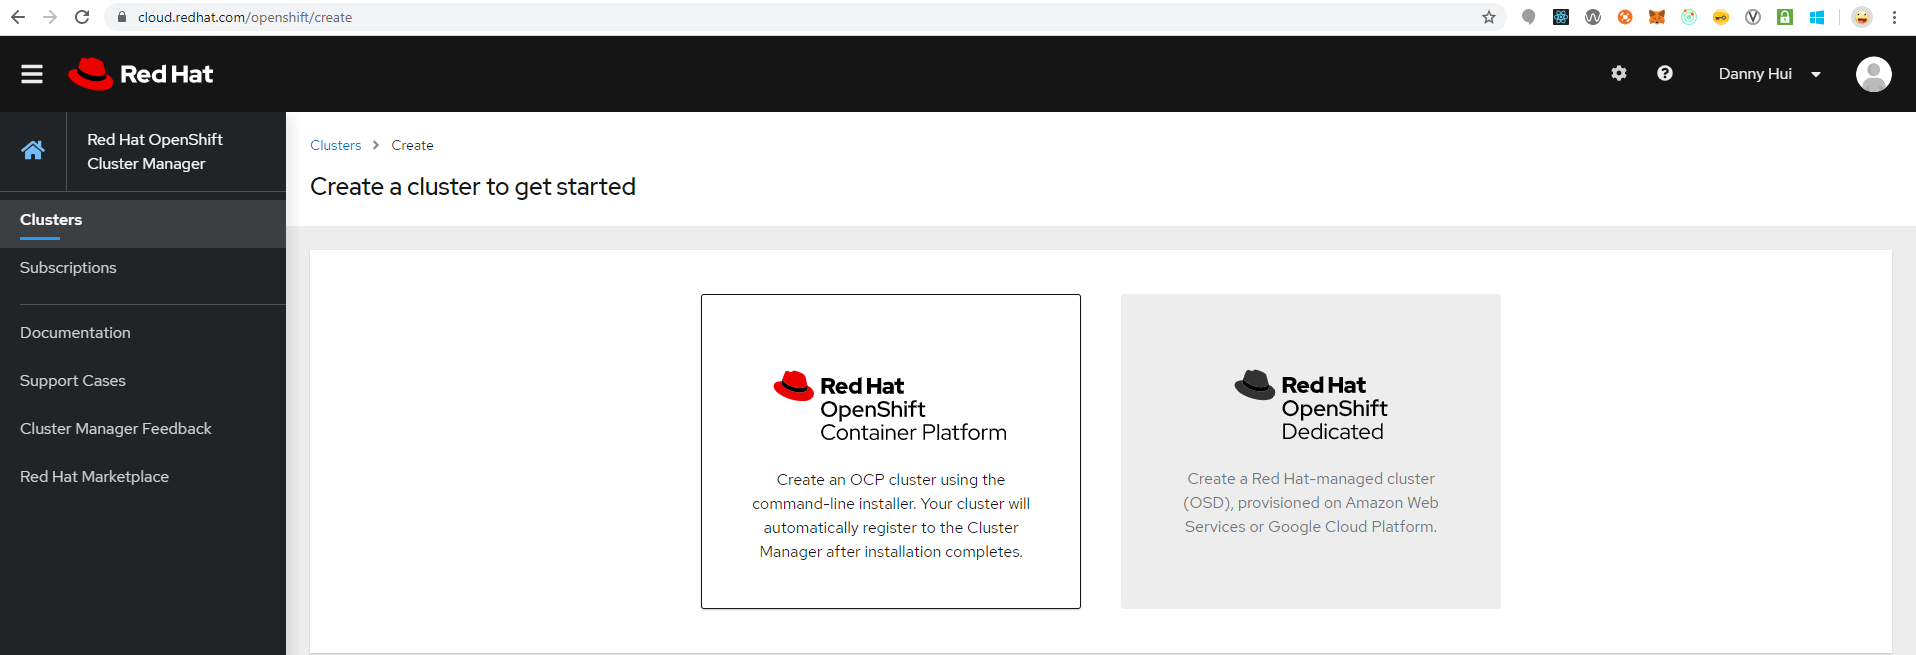 cloud.redhat.com/openshift/create
Red Hat
Danny Hui
Red Hat OpenShift
Cluster Manager
Clusters
Subscriptions
Documentation
Support Cases
Cluster Manager Feedback
Red Hat Marketplace
Clusters > Create
Create a cluster to get started
Red Hat
OpenShift
Container Platform
Create an OCP cluster using the
command-line installer. Your cluster will
automatically register to the Cluster
Manager after installation completes.
Red Hat
OpenShift
Dedicated
Create a Red Hat-managed cluster
(OSD), provisioned on Amazon Web
Services or Google Cloud Platform.